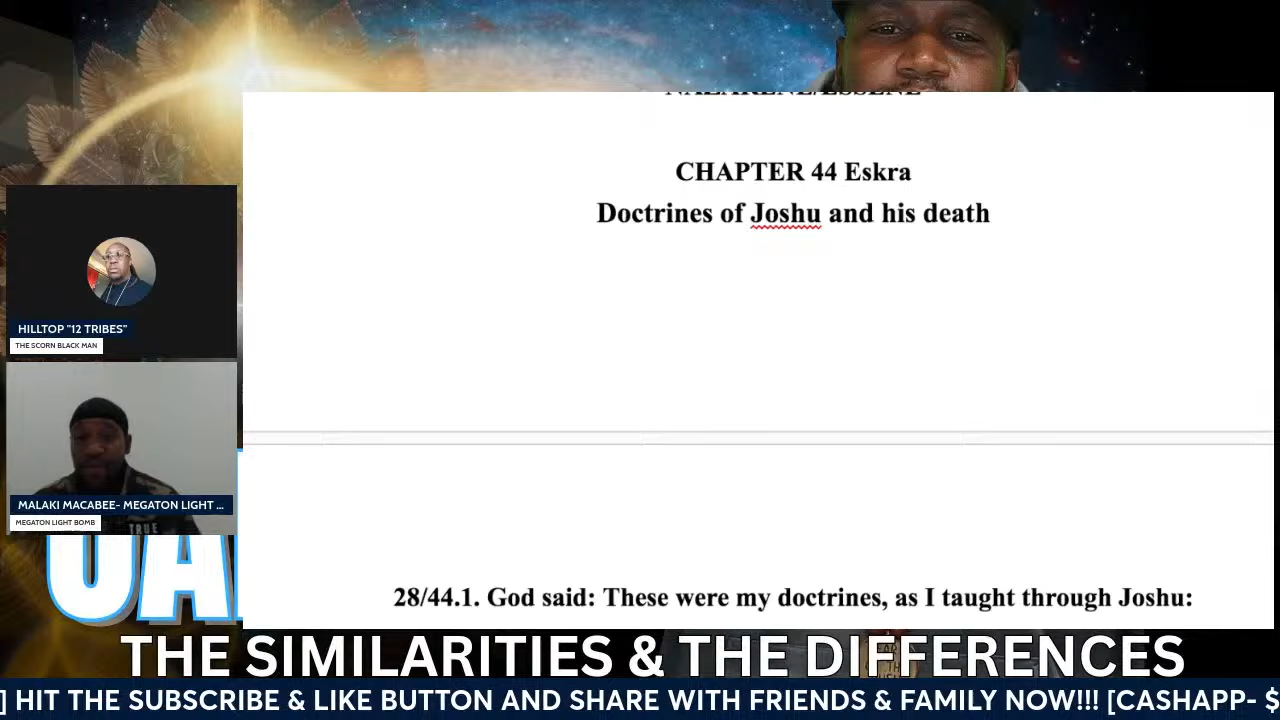 CHAPTER 44 Eskra
Doctrines of Joshu and his death
HILLTOP "12 TRIBES"
THE SCORN BLACK MAN
MALAKI MACABEE- MEGATON LIGHT ...
MEGATON LIGHT BOMB
TRUE
28/44.1. God said: These were my doctrines, as I taught through Joshu:
THE SIMILARITIES & THE DIFFERENCES
] HIT THE SUBSCRIBE & LIKE BUTTON AND SHARE WITH FRIENDS & FAMILY NOW!!! [CASHAPP- $